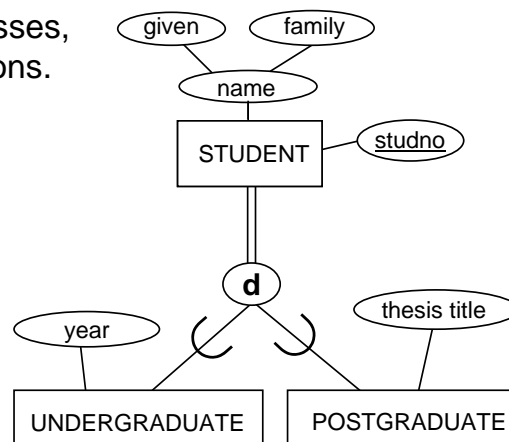 sses,
ons.
given
family
name
STUDENT
studno
d
year
thesis title
UNDERGRADUATE
POSTGRADUATE